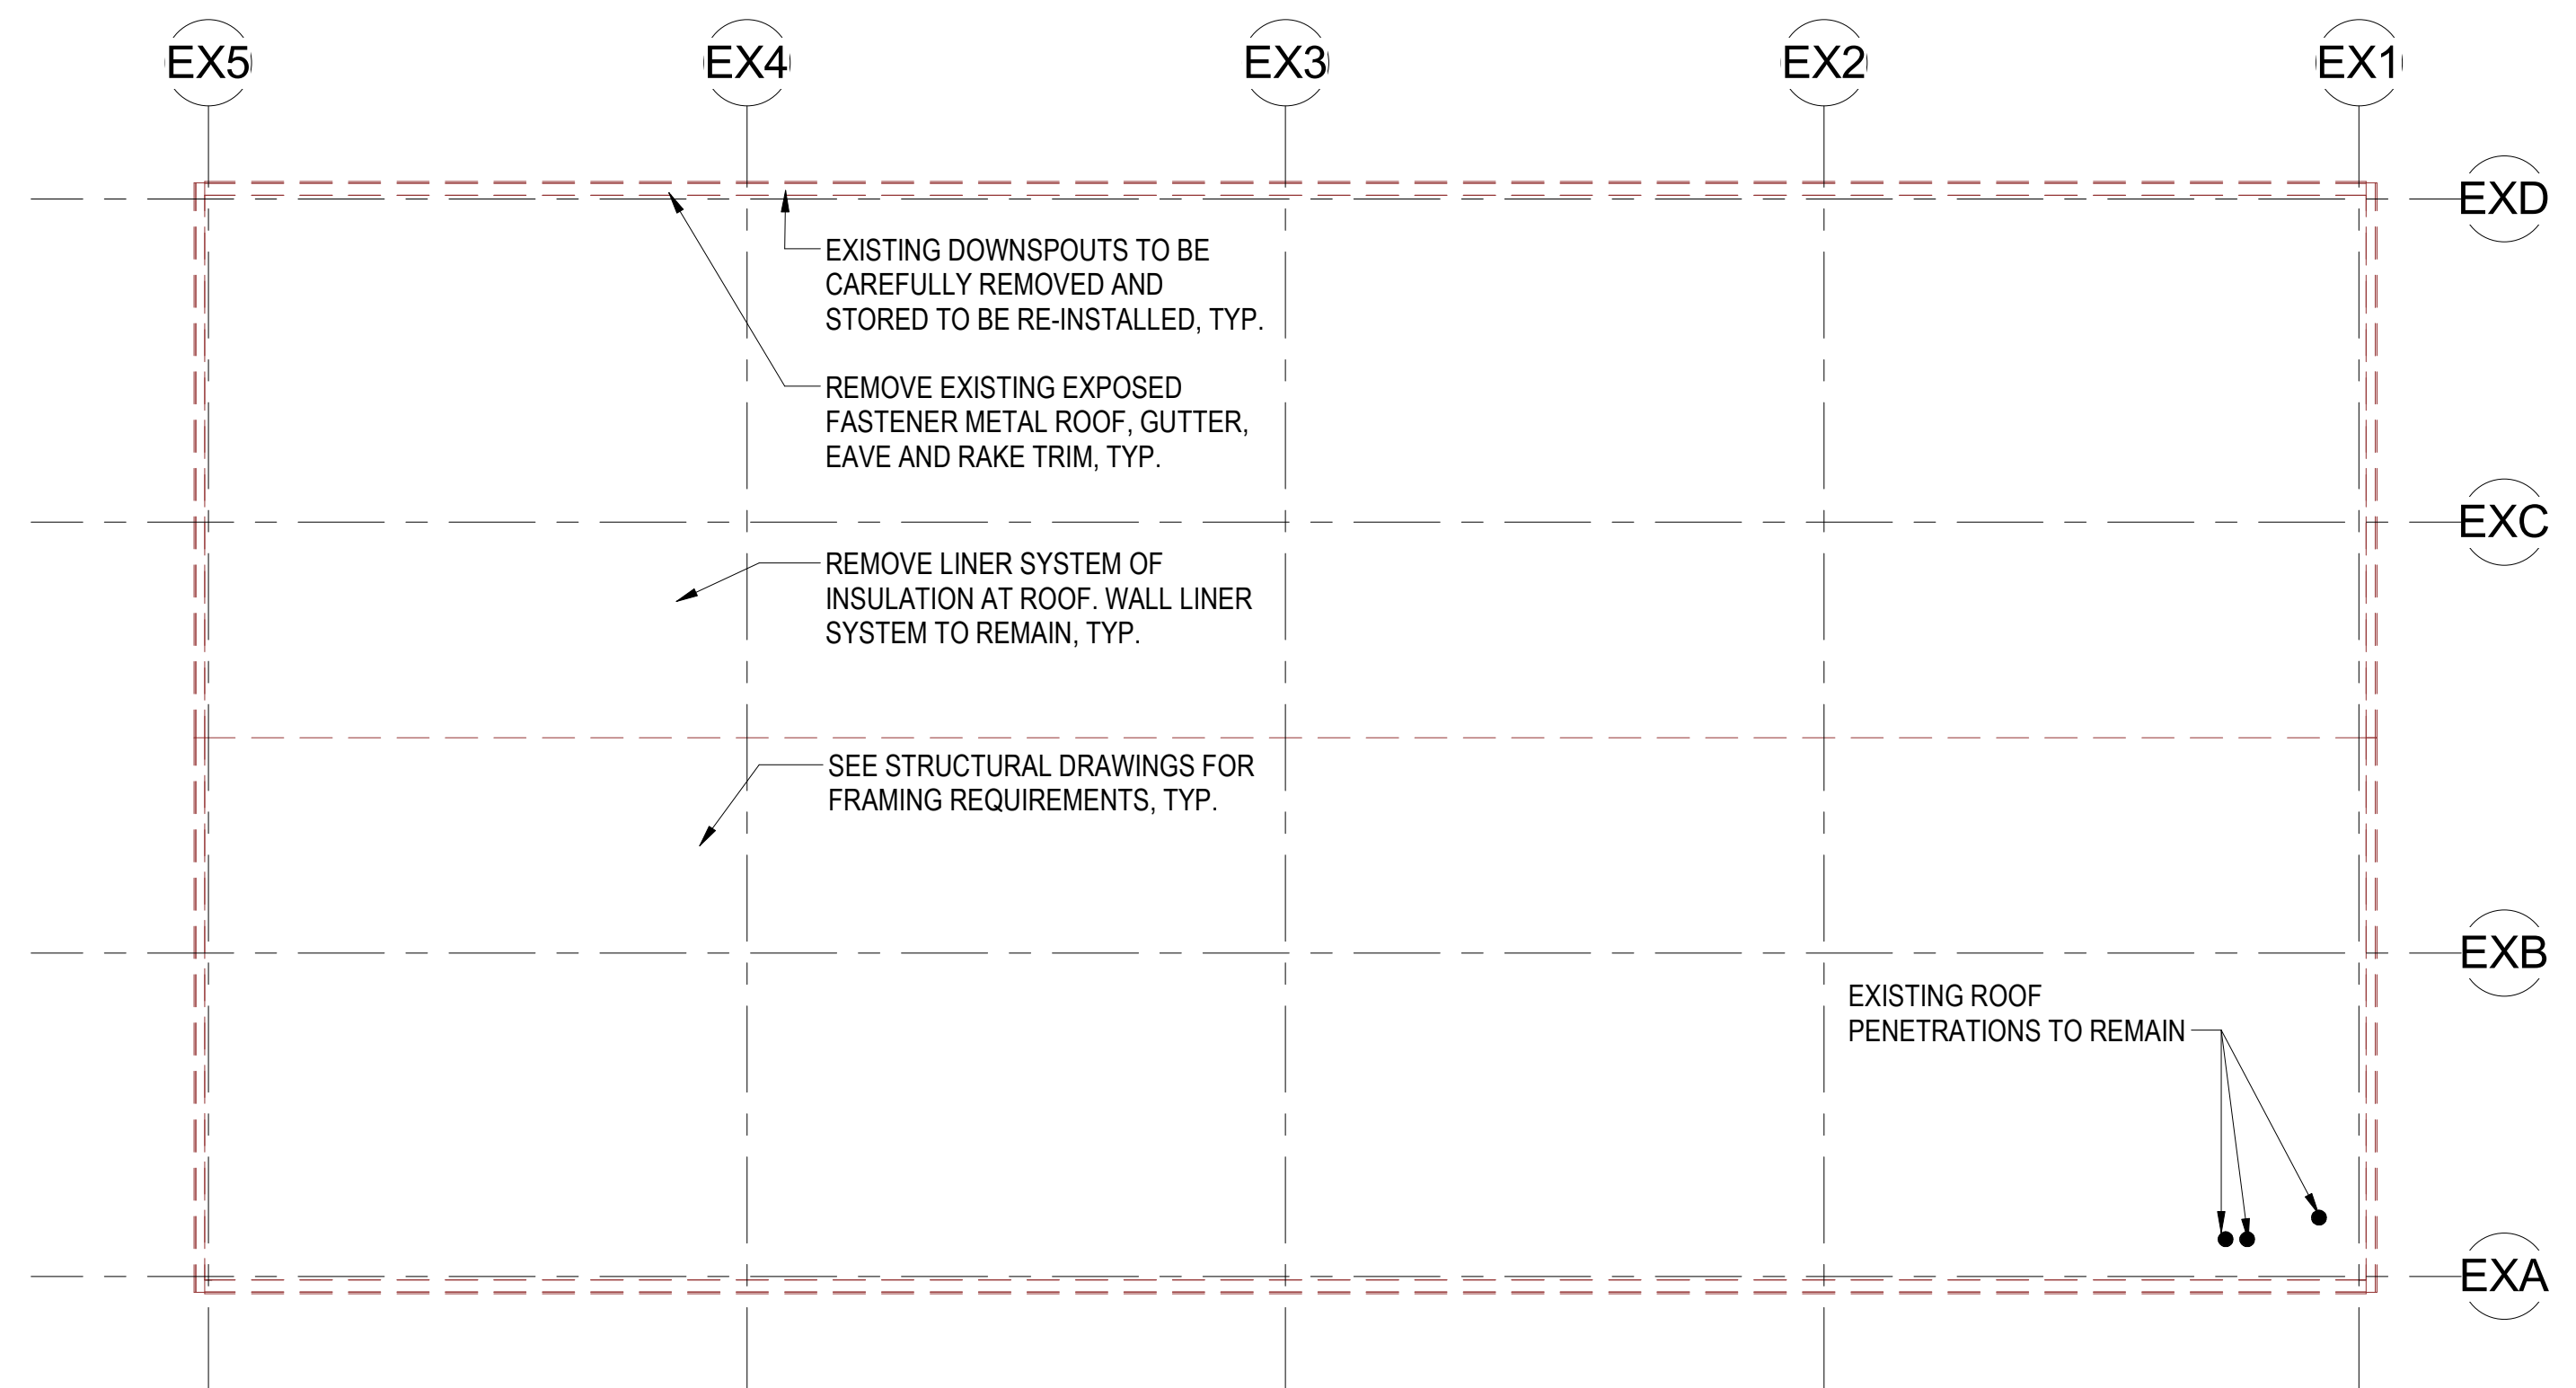 EX5
EX4
EX3
EX2
EX1
EXD
EXISTING DOWNSPOUTS TO BE
CAREFULLY REMOVED AND
STORED TO BE RE-INSTALLED, TYP.
REMOVE EXISTING EXPOSED
FASTENER METAL ROOF, GUTTER,
EAVE AND RAKE TRIM, TYP.
EXC
REMOVE LINER SYSTEM OF
INSULATION AT ROOF. WALL LINER
SYSTEM TO REMAIN, TYP.
SEE STRUCTURAL DRAWINGS FOR
FRAMING REQUIREMENTS, TYP.
EXB
EXISTING ROOF
PENETRATIONS TO REMAIN
EXA